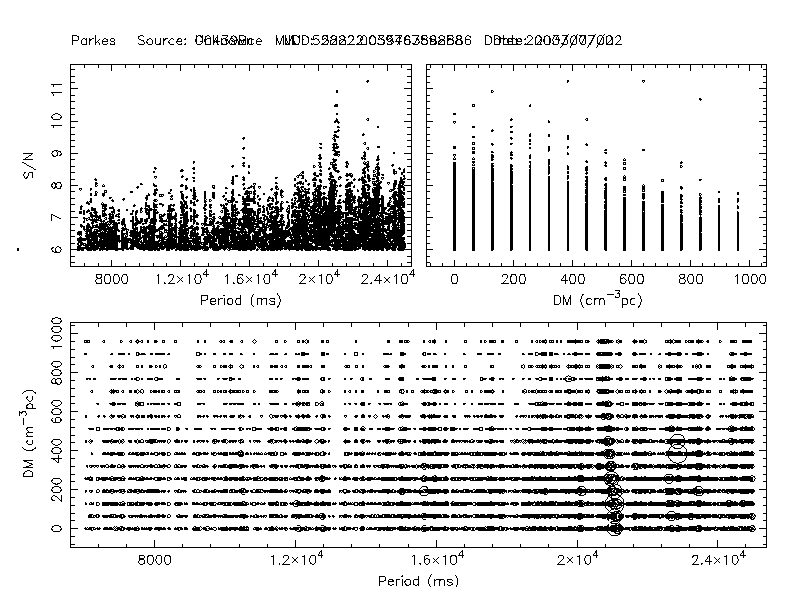 Parkes Source: Date:
S/N
11
10
9
8
7
6
8000 1.2×10⁴ 1.6×10⁴ 2×10⁴ 2.4×10⁴
Period (ms)
0 200 400 600 800 1000
DM (cm⁻³pc)
DM (cm⁻³pc)
1000
800
600
400
200
0
8000 1.2×10⁴ 1.6×10⁴ 2×10⁴ 2.4×10⁴
Period (ms)